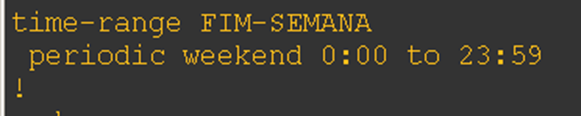 time-range FIM-SEMANA
 periodic weekend 0:00 to 23:59
!